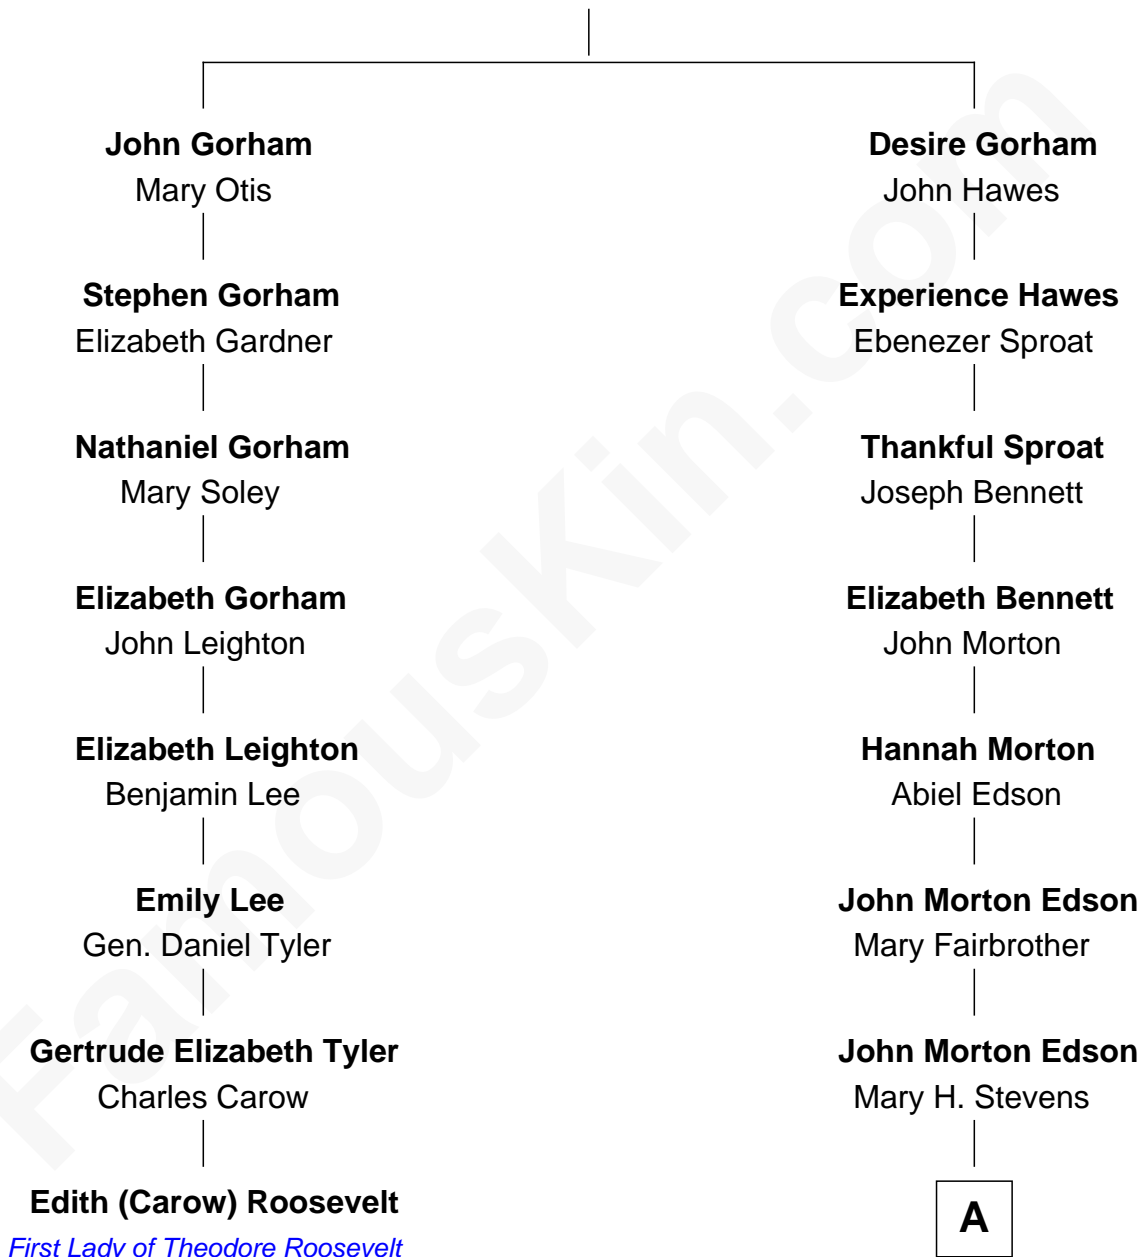 John Gorham
Mary Otis
Stephen Gorham
Elizabeth Gardner
Nathaniel Gorham
Mary Soley
Elizabeth Gorham
John Leighton
Elizabeth Leighton
Benjamin Lee
Emily Lee
Gen. Daniel Tyler
Gertrude Elizabeth Tyler
Charles Carow
Edith (Carow) Roosevelt
First Lady of Theodore Roosevelt
Desire Gorham
John Hawes
Experience Hawes
Ebenezer Sproat
Thankful Sproat
Joseph Bennett
Elizabeth Bennett
John Morton
Hannah Morton
Abiel Edson
John Morton Edson
Mary Fairbrother
John Morton Edson
Mary H. Stevens
A
FamousKin.com